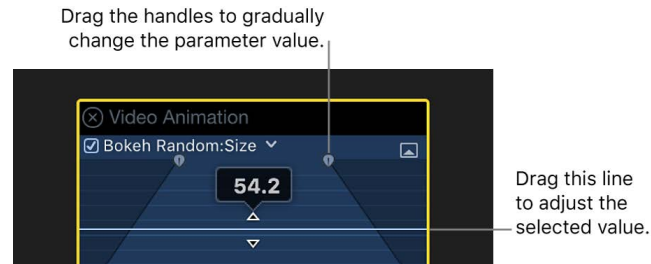 Drag the handles to gradually
change the parameter value.
Video Animation
Bokeh Random:Size
54.2
Drag this line
to adjust the
selected value.